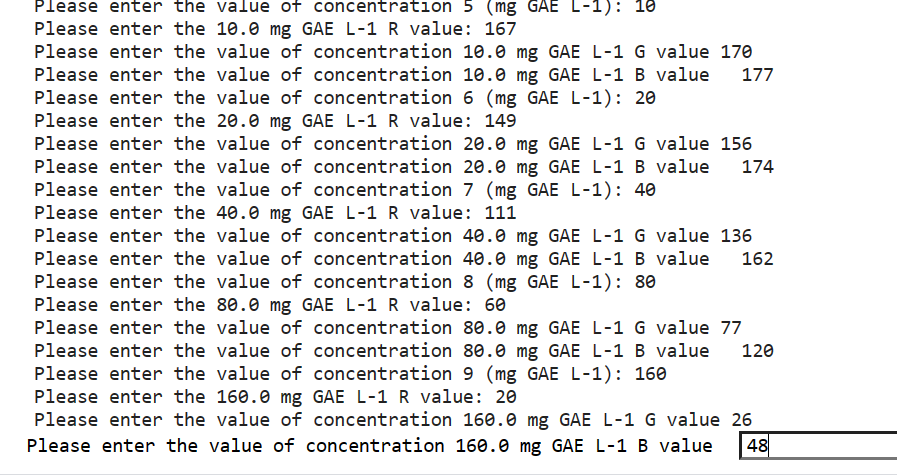 Please enter the value of concentration 5 (mg GAE L-1): 10
Please enter the 10.0 mg GAE L-1 R value: 167
Please enter the value of concentration 10.0 mg GAE L-1 G value 170
Please enter the value of concentration 10.0 mg GAE L-1 B value   177
Please enter the value of concentration 6 (mg GAE L-1): 20
Please enter the 20.0 mg GAE L-1 R value: 149
Please enter the value of concentration 20.0 mg GAE L-1 G value 156
Please enter the value of concentration 20.0 mg GAE L-1 B value   174
Please enter the value of concentration 7 (mg GAE L-1): 40
Please enter the 40.0 mg GAE L-1 R value: 111
Please enter the value of concentration 40.0 mg GAE L-1 G value 136
Please enter the value of concentration 40.0 mg GAE L-1 B value   162
Please enter the value of concentration 8 (mg GAE L-1): 80
Please enter the 80.0 mg GAE L-1 R value: 60
Please enter the value of concentration 80.0 mg GAE L-1 G value 77
Please enter the value of concentration 80.0 mg GAE L-1 B value   120
Please enter the value of concentration 9 (mg GAE L-1): 160
Please enter the 160.0 mg GAE L-1 R value: 20
Please enter the value of concentration 160.0 mg GAE L-1 G value 26
Please enter the value of concentration 160.0 mg GAE L-1 B value   48